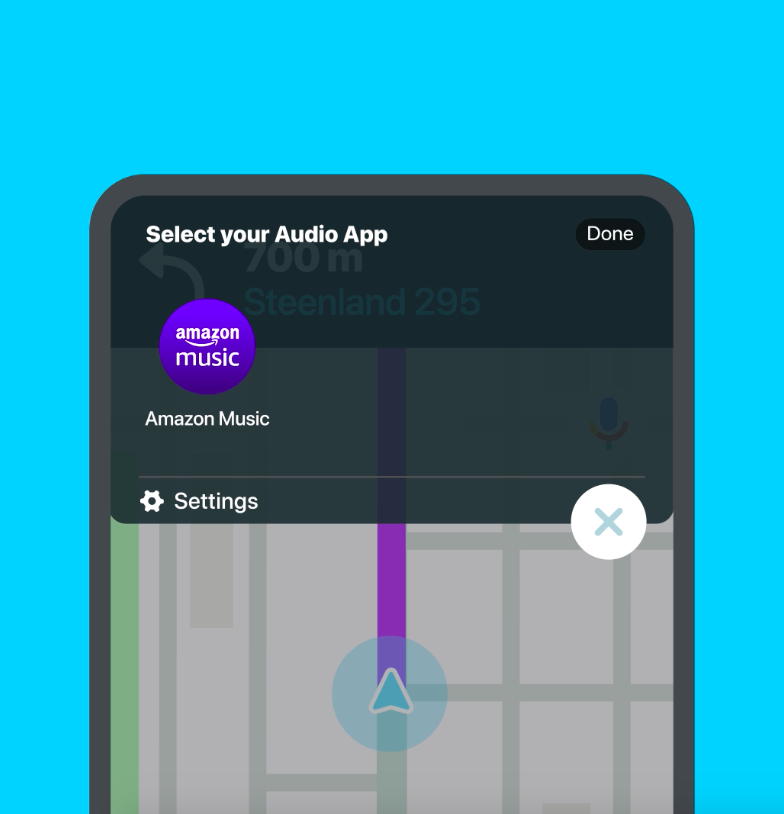 Select your Audio App
Done
700 m
Steenland 295
amazon
music
Amazon Music
Settings